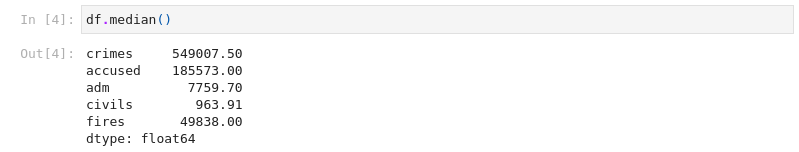 In [4]: df.median()
Out[4]: crimes     549007.50
accused    185573.00
adm          7759.70
civils        963.91
fires       49838.00
dtype: float64